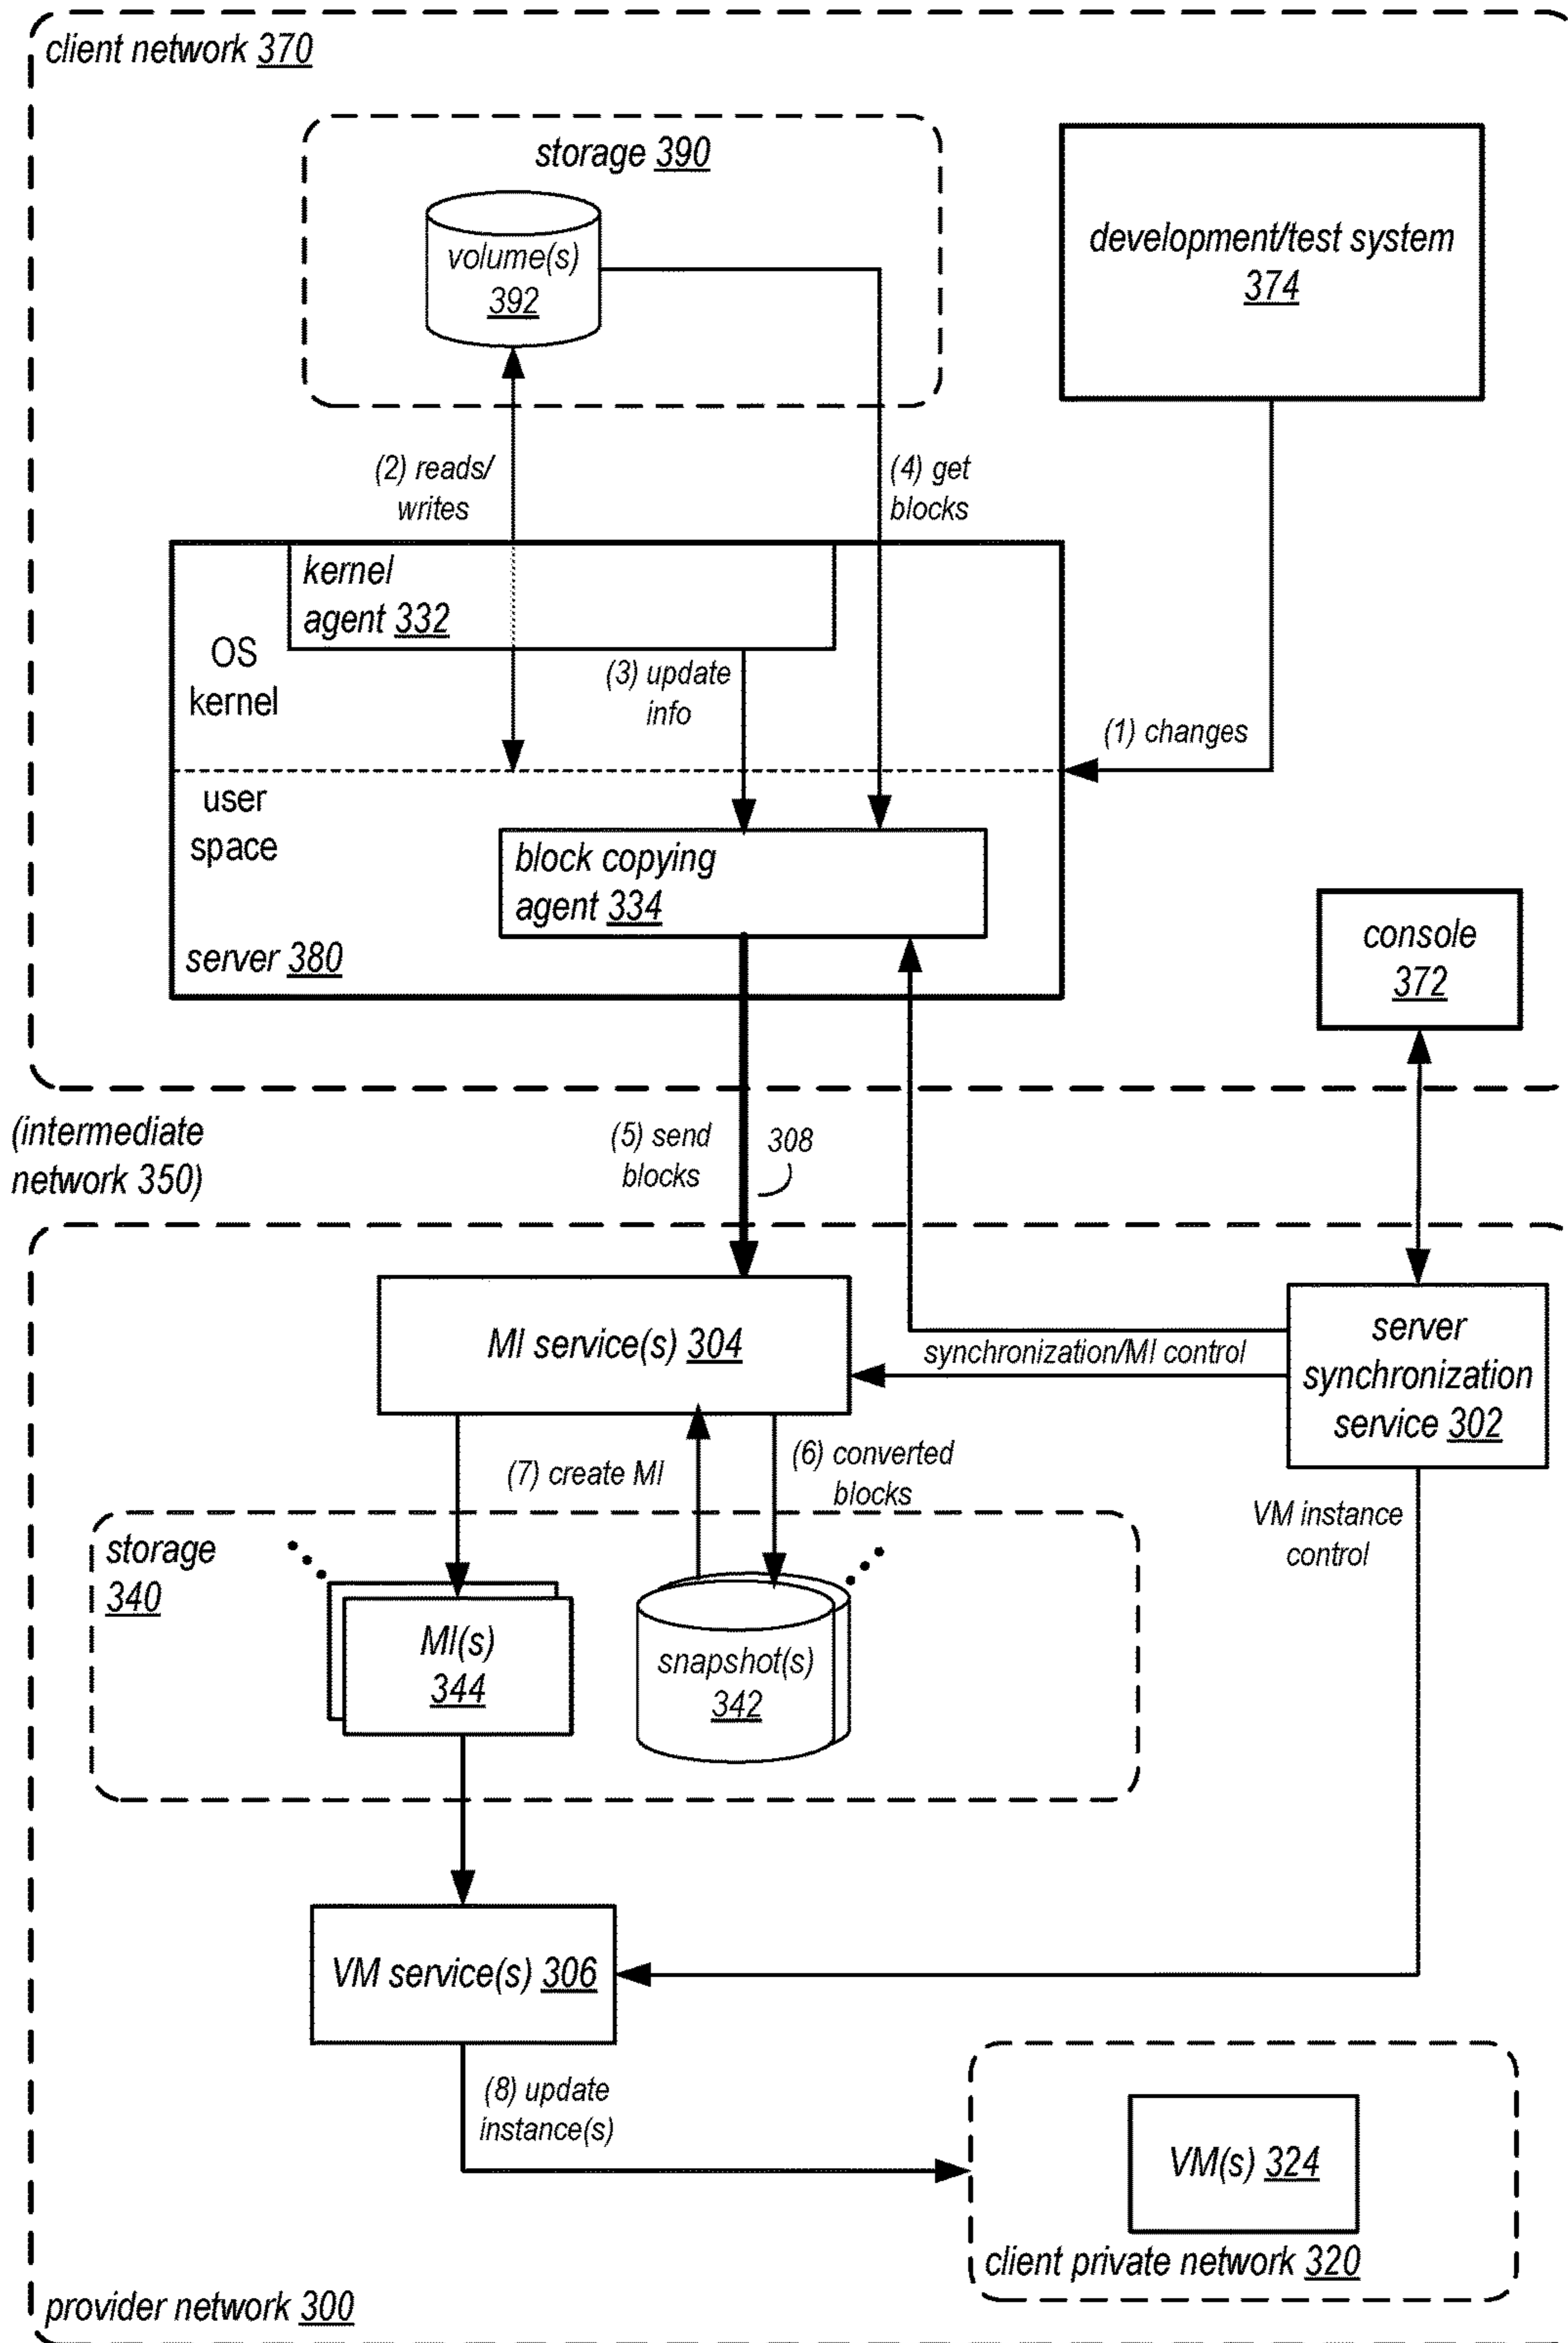 client network 370
storage 390
volume(s)
392
development/test system
374
(2) reads/
writes
(4) get
blocks
kernel
agent 332
OS
kernel
(3) update
info
(1) changes
user
space
block copying
agent 334
server 380
console
372
(intermediate
network 350)
(5) send
blocks
308
MI service(s) 304
synchronization/MI control
server
synchronization
service 302
(7) create MI
(6) converted
blocks
VM instance
control
storage
340
MI(s)
344
snapshot(s)
342
VM service(s) 306
(8) update
instance(s)
VM(s) 324
client private network 320
provider network 300